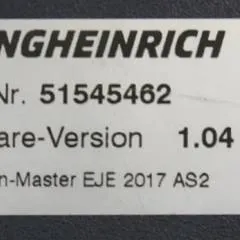 NGHEINRICH
Nr. 51545462
are-Version 1.04
n-Master EJE 2017 AS2